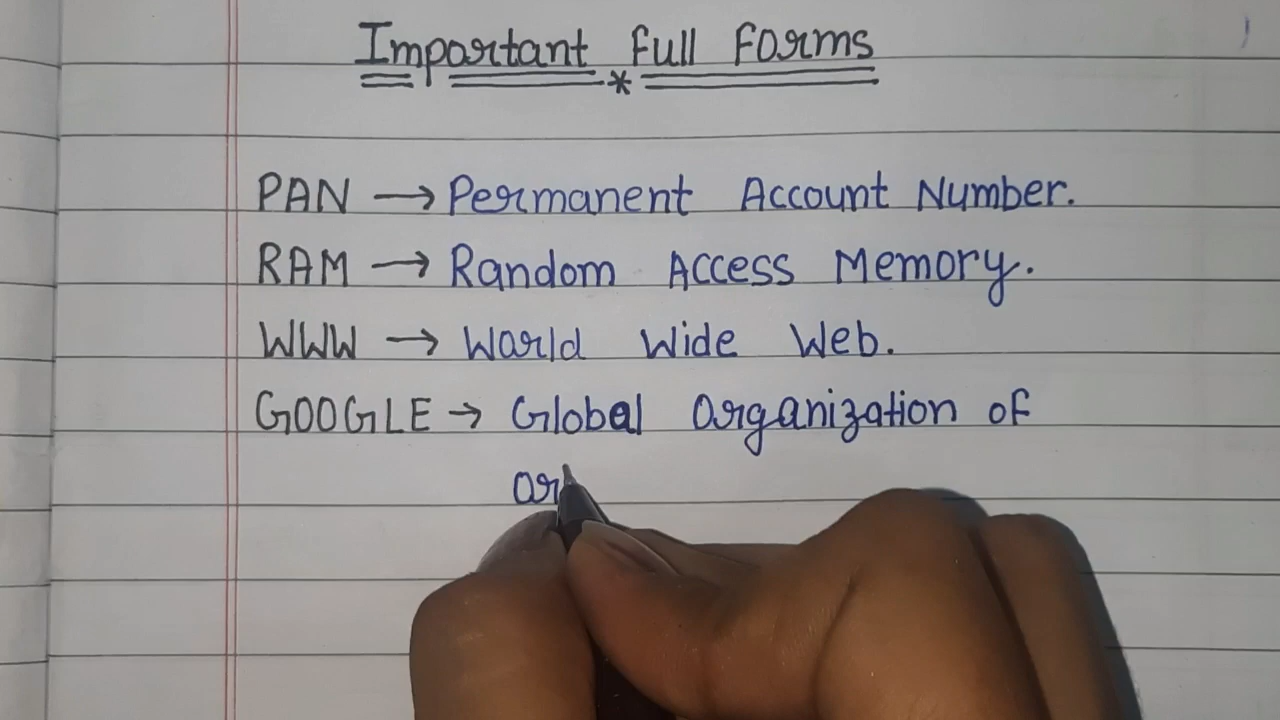 Important Full Forms
*
PAN → Permanent Account Number.
RAM → Random Access Memory.
WWW → World Wide Web.
GOOGLE → Global Organization of
Or